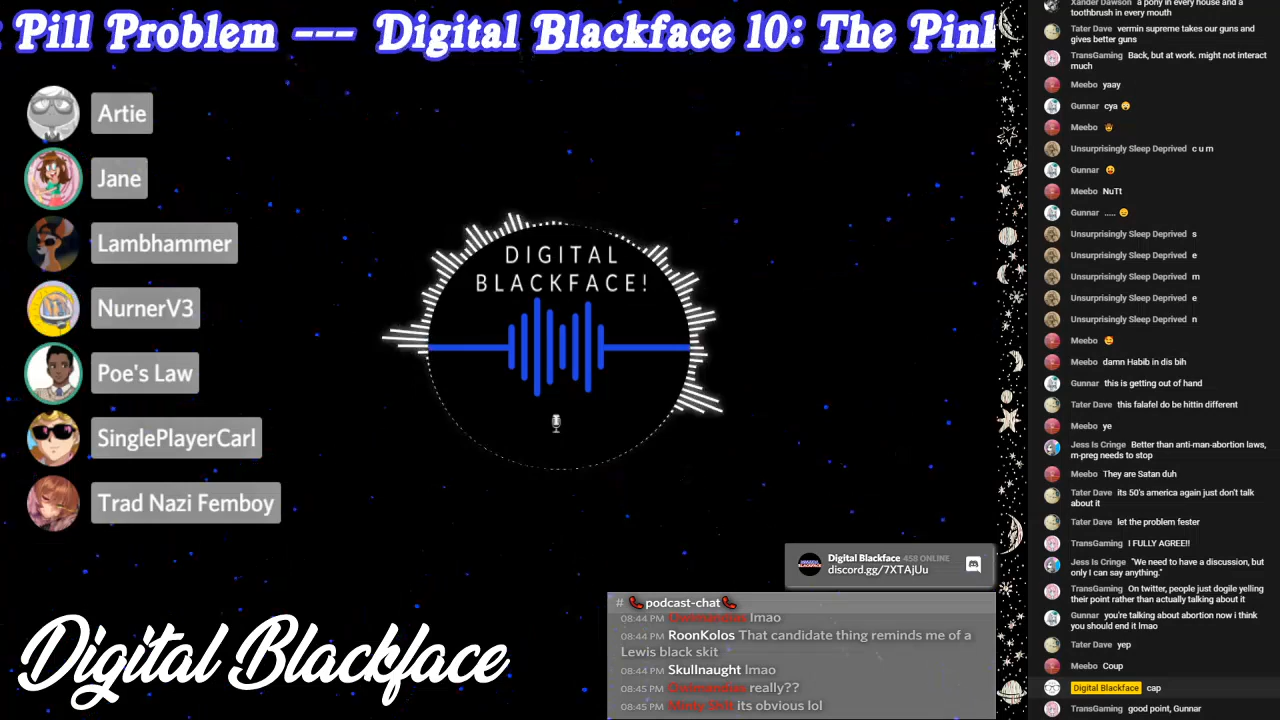 Pill Problem --- Digital Blackface 10: The Pink
Artie
Jane
Lambhammer
NurnerV3
Poe's Law
SinglePlayerCarl
Trad Nazi Femboy
DIGITAL
BLACKFACE!
Digital Blackface
Digital Blackface 458 ONLINE
discord.gg/7XTAjUu
# podcast-chat
08:44 PM lmao
08:44 PM RoonKolos That candidate thing reminds me of a
Lewis black skit
08:44 PM Skullnaught lmao
08:45 PM really??
08:45 PM its obvious lol
Xander Dawson a pony in every house and a
toothbrush in every mouth
Tater Dave vermin supreme takes our guns and
gives better guns
TransGaming Back, but at work. might not interact
much
Meebo yaay
Gunnar cya
Meebo
Unsurprisingly Sleep Deprived c u m
Gunnar
Meebo NuTt
Gunnar .....
Unsurprisingly Sleep Deprived s
Unsurprisingly Sleep Deprived e
Unsurprisingly Sleep Deprived m
Unsurprisingly Sleep Deprived e
Unsurprisingly Sleep Deprived n
Meebo
Meebo damn Habib in dis bih
Gunnar this is getting out of hand
Tater Dave this falafel do be hittin different
Meebo ye
Jess Is Cringe Better than anti-man-abortion laws,
m-preg needs to stop
Meebo They are Satan duh
Tater Dave its 50's america again just don't talk
about it
Tater Dave let the problem fester
TransGaming I FULLY AGREE!!
Jess Is Cringe "We need to have a discussion, but
only I can say anything."
TransGaming On twitter, people just dogile yelling
their point rather than actually talking about it
Gunnar you're talking about abortion now i think
you should end it lmao
Tater Dave yep
Meebo Coup
Digital Blackface cap
TransGaming good point, Gunnar